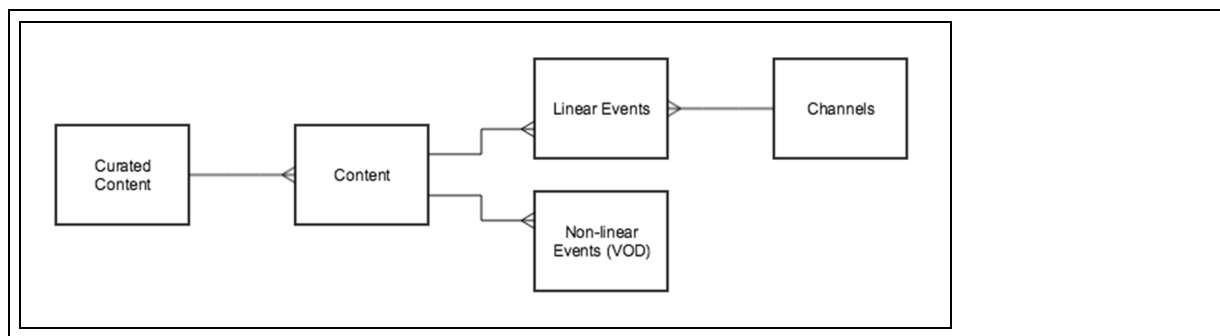 Curated
Content
Content
Linear Events
Non-linear
Events (VOD)
Channels